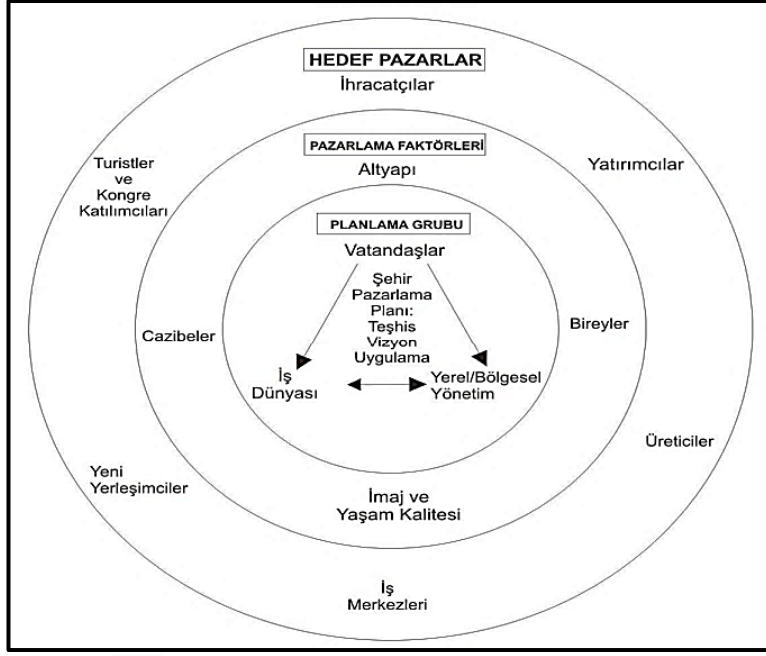 HEDEF PAZARLAR
İhracatçılar
PAZARLAMA FAKTÖRLERİ
Altyapı
Turistler
ve
Kongre
Katılımcıları
Yatırımcılar
PLANLAMA GRUBU
Vatandaşlar
Şehir
Pazarlama
Planı:
Teşhis
Vizyon
Uygulama
Cazibeler
Bireyler
İş
Dünyası
Yerel/Bölgesel
Yönetim
Üreticiler
Yeni
Yerleşimciler
İmaj ve
Yaşam Kalitesi
İş
Merkezleri